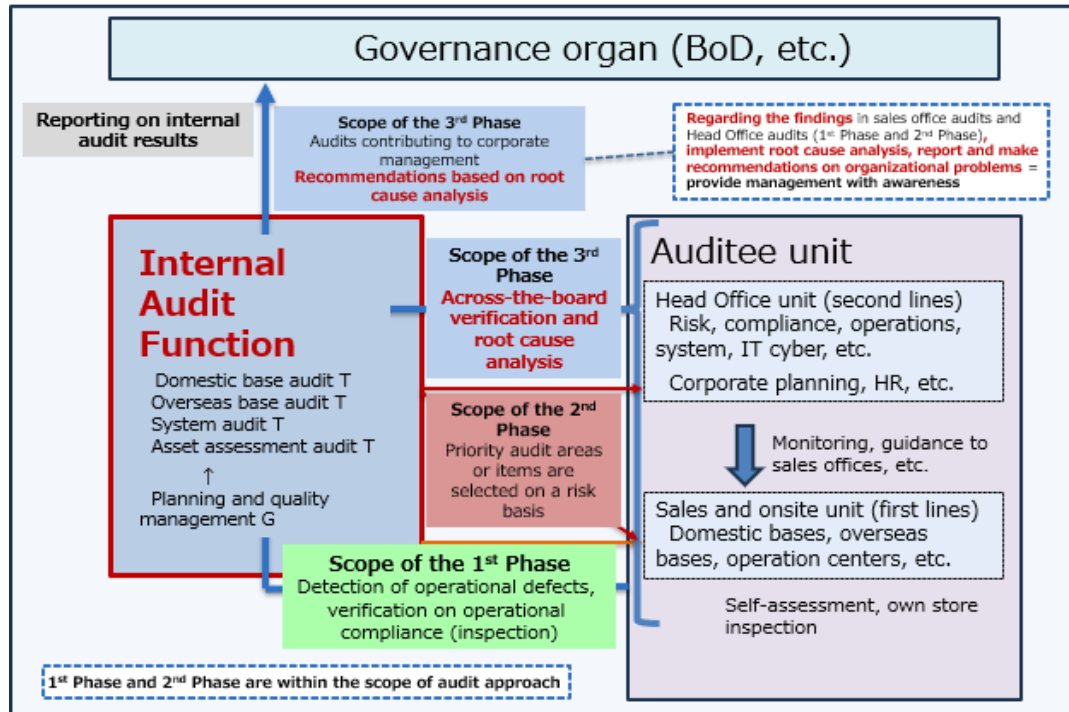 Governance organ (BoD, etc.)
Reporting on internal
audit results
Scope of the 3rd Phase
Audits contributing to corporate
management
Recommendations based on root
cause analysis
Regarding the findings in sales office audits and
Head Office audits (1st Phase and 2nd Phase),
implement root cause analysis, report and make
recommendations on organizational problems =
provide management with awareness
Internal
Audit
Function
Domestic base audit T
Overseas base audit T
System audit T
Asset assessment audit T
↑
Planning and quality
management G
Scope of the 3rd
Phase
Across-the-board
verification and
root cause
analysis
Scope of the 2nd
Phase
Priority audit areas
or items are
selected on a risk
basis
Scope of the 1st Phase
Detection of operational defects,
verification on operational
compliance (inspection)
Auditee unit
Head Office unit (second lines)
Risk, compliance, operations,
system, IT cyber, etc.
Corporate planning, HR, etc.
Monitoring, guidance to
sales offices, etc.
Sales and onsite unit (first lines)
Domestic bases, overseas
bases, operation centers, etc.
Self-assessment, own store
inspection
1st Phase and 2nd Phase are within the scope of audit approach